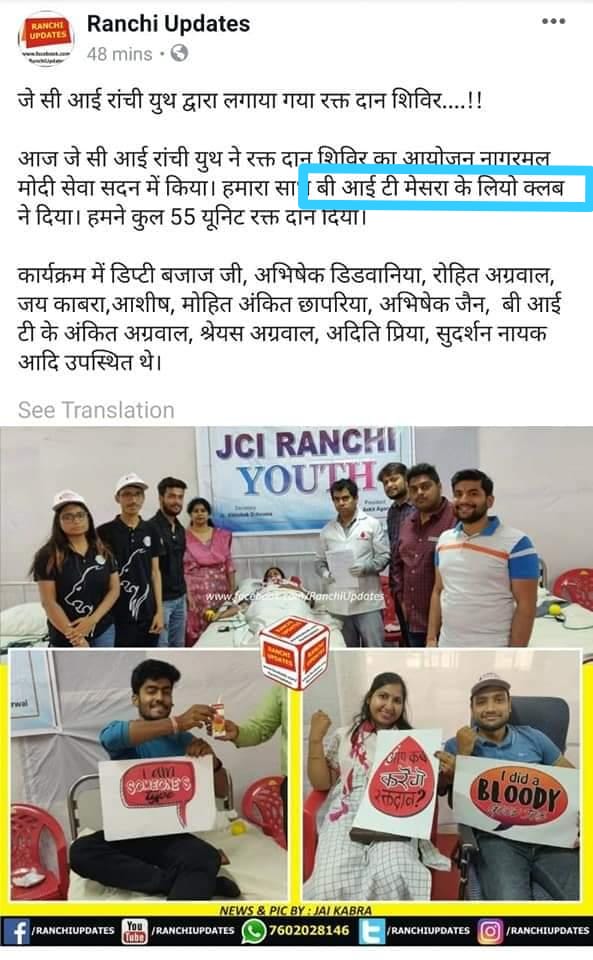 RANCHI
UPDATES
Ranchi Updates
48 mins
जे सी आई रांची युथ द्वारा लगाया गया रक्त दान शिविर....!!
आज जे सी आई रांची युथ ने रक्त दान शिविर का आयोजन नागरमल
मोदी सेवा सदन में किया। हमारा साथ बी आई टी मेसरा के लियो क्लब
ने दिया। हमने कुल 55 यूनिट रक्त दान दिया।
कार्यक्रम में डिप्टी बजाज जी, अभिषेक डिडवानिया, रोहित अग्रवाल,
जय काबरा,आशीष, मोहित अंकित छापरिया, अभिषेक जैन, बी आई
टी के अंकित अग्रवाल, श्रेयस अग्रवाल, अदिति प्रिया, सुदर्शन नायक
आदि उपस्थित थे।
See Translation
JCI RANCHI
YOUTH
Secretary
President
www.facebook.com/RanchiUpdates
RANCHI
UPDATES
I am
SOMEONE'S
आप कब
करेंगे
रक्तदान?
I did a
BLOODY
NEWS & PIC BY : JAI KABRA
/RANCHIUPDATES
You
Tube
/RANCHIUPDATES
7602028146
/RANCHIUPDATES
/RANCHIUPDATES